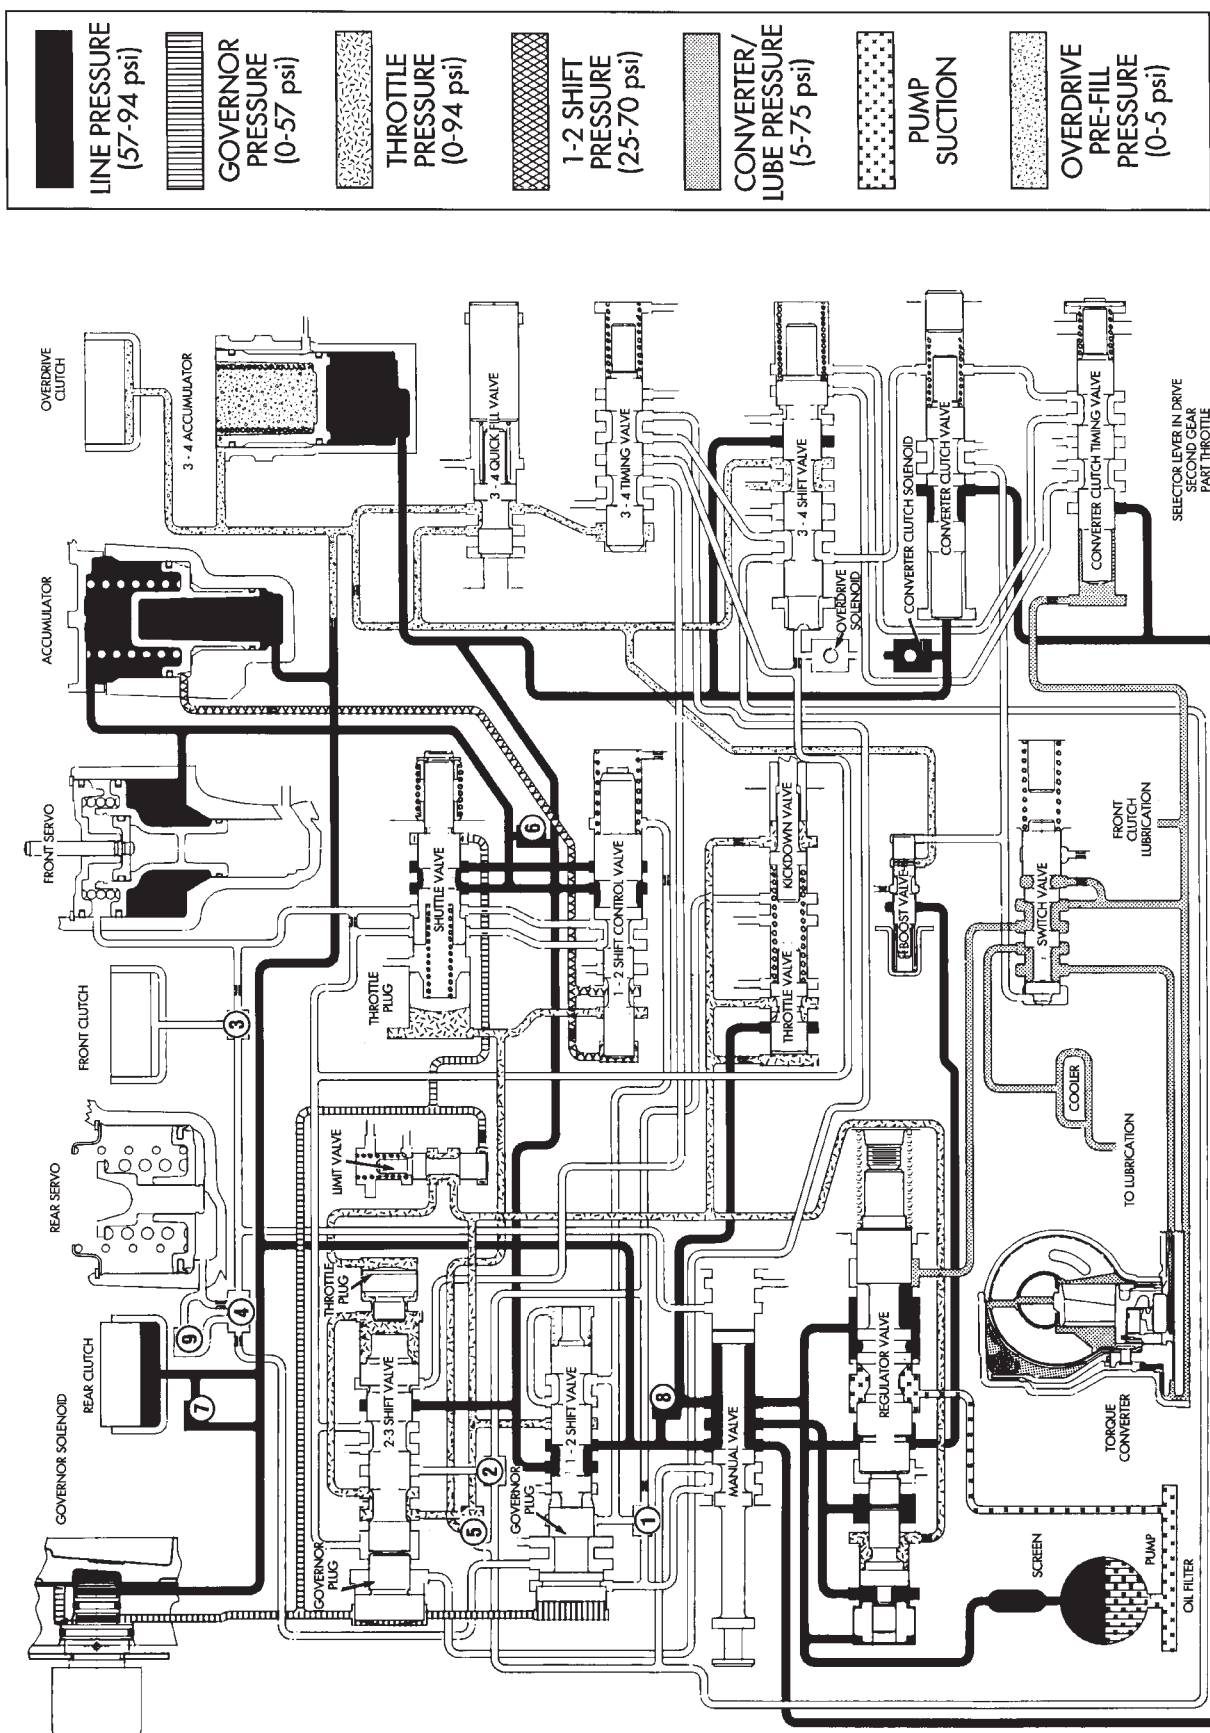 LINE PRESSURE
(57-94 psi)
GOVERNOR
PRESSURE
(0-57 psi)
THROTTLE
PRESSURE
(0-94 psi)
1-2 SHIFT
PRESSURE
(25-70 psi)
CONVERTER/
LUBE PRESSURE
(5-75 psi)
PUMP
SUCTION
OVERDRIVE
PRE-FILL
PRESSURE
(0-5 psi)
GOVERNOR SOLENOID
REAR CLUTCH
REAR SERVO
FRONT CLUTCH
FRONT SERVO
ACCUMULATOR
OVERDRIVE
CLUTCH
3 - 4 ACCUMULATOR
7
9
4
3
GOVERNOR
PLUG
2-3 SHIFT VALVE
THROTTLE
PLUG
LIMIT VALVE
THROTTLE
PLUG
SHUTTLE VALVE
3 - 4 QUICK FILL VALVE
5
2
GOVERNOR
PLUG
1 - 2 SHIFT VALVE
6
1 - 2 SHIFT CONTROL VALVE
3 - 4 TIMING VALVE
1
8
MANUAL VALVE
THROTTLE VALVE
KICKDOWN VALVE
3 - 4 SHIFT VALVE
OVERDRIVE
SOLENOID
REGULATOR VALVE
BOOST VALVE
CONVERTER CLUTCH SOLENOID
CONVERTER CLUTCH VALVE
SCREEN
PUMP
OIL FILTER
TORQUE
CONVERTER
TO LUBRICATION
COOLER
SWITCH VALVE
FRONT
CLUTCH
LUBRICATION
CONVERTER CLUTCH TIMING VALVE
SELECTOR LEVER IN DRIVE
SECOND GEAR
PART THROTTLE